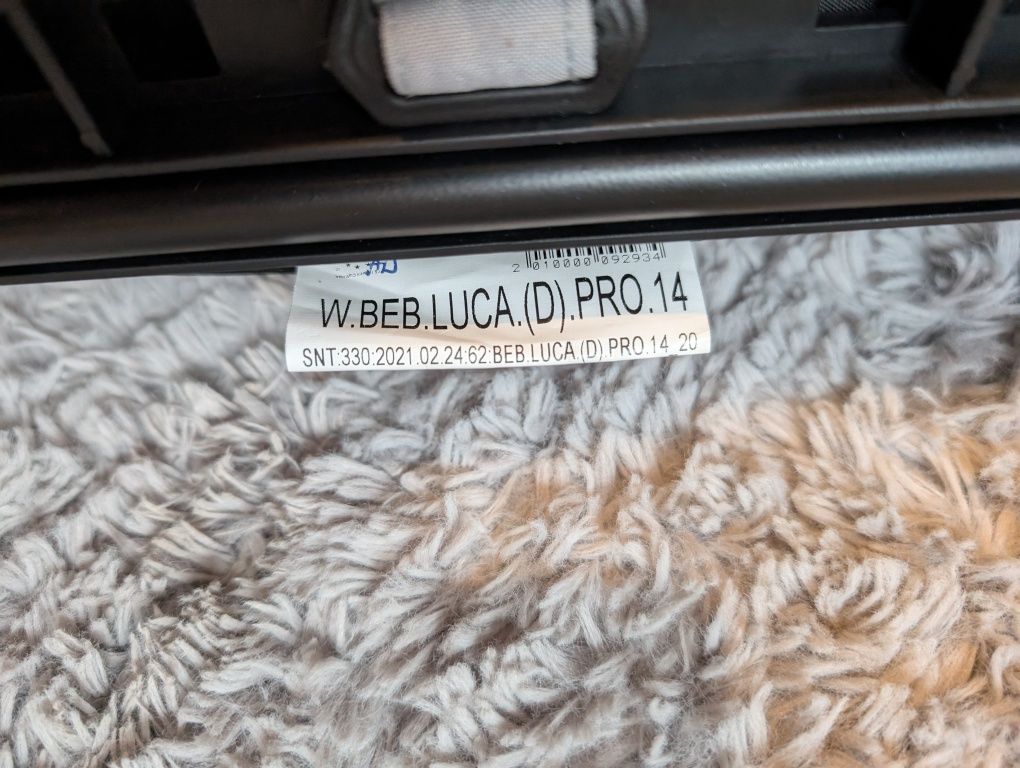 2 010000 092934
W.BEB.LUCA.(D).PRO.14
SNT:330:2021.02.24:62:BEB.LUCA.(D).PRO.14_20